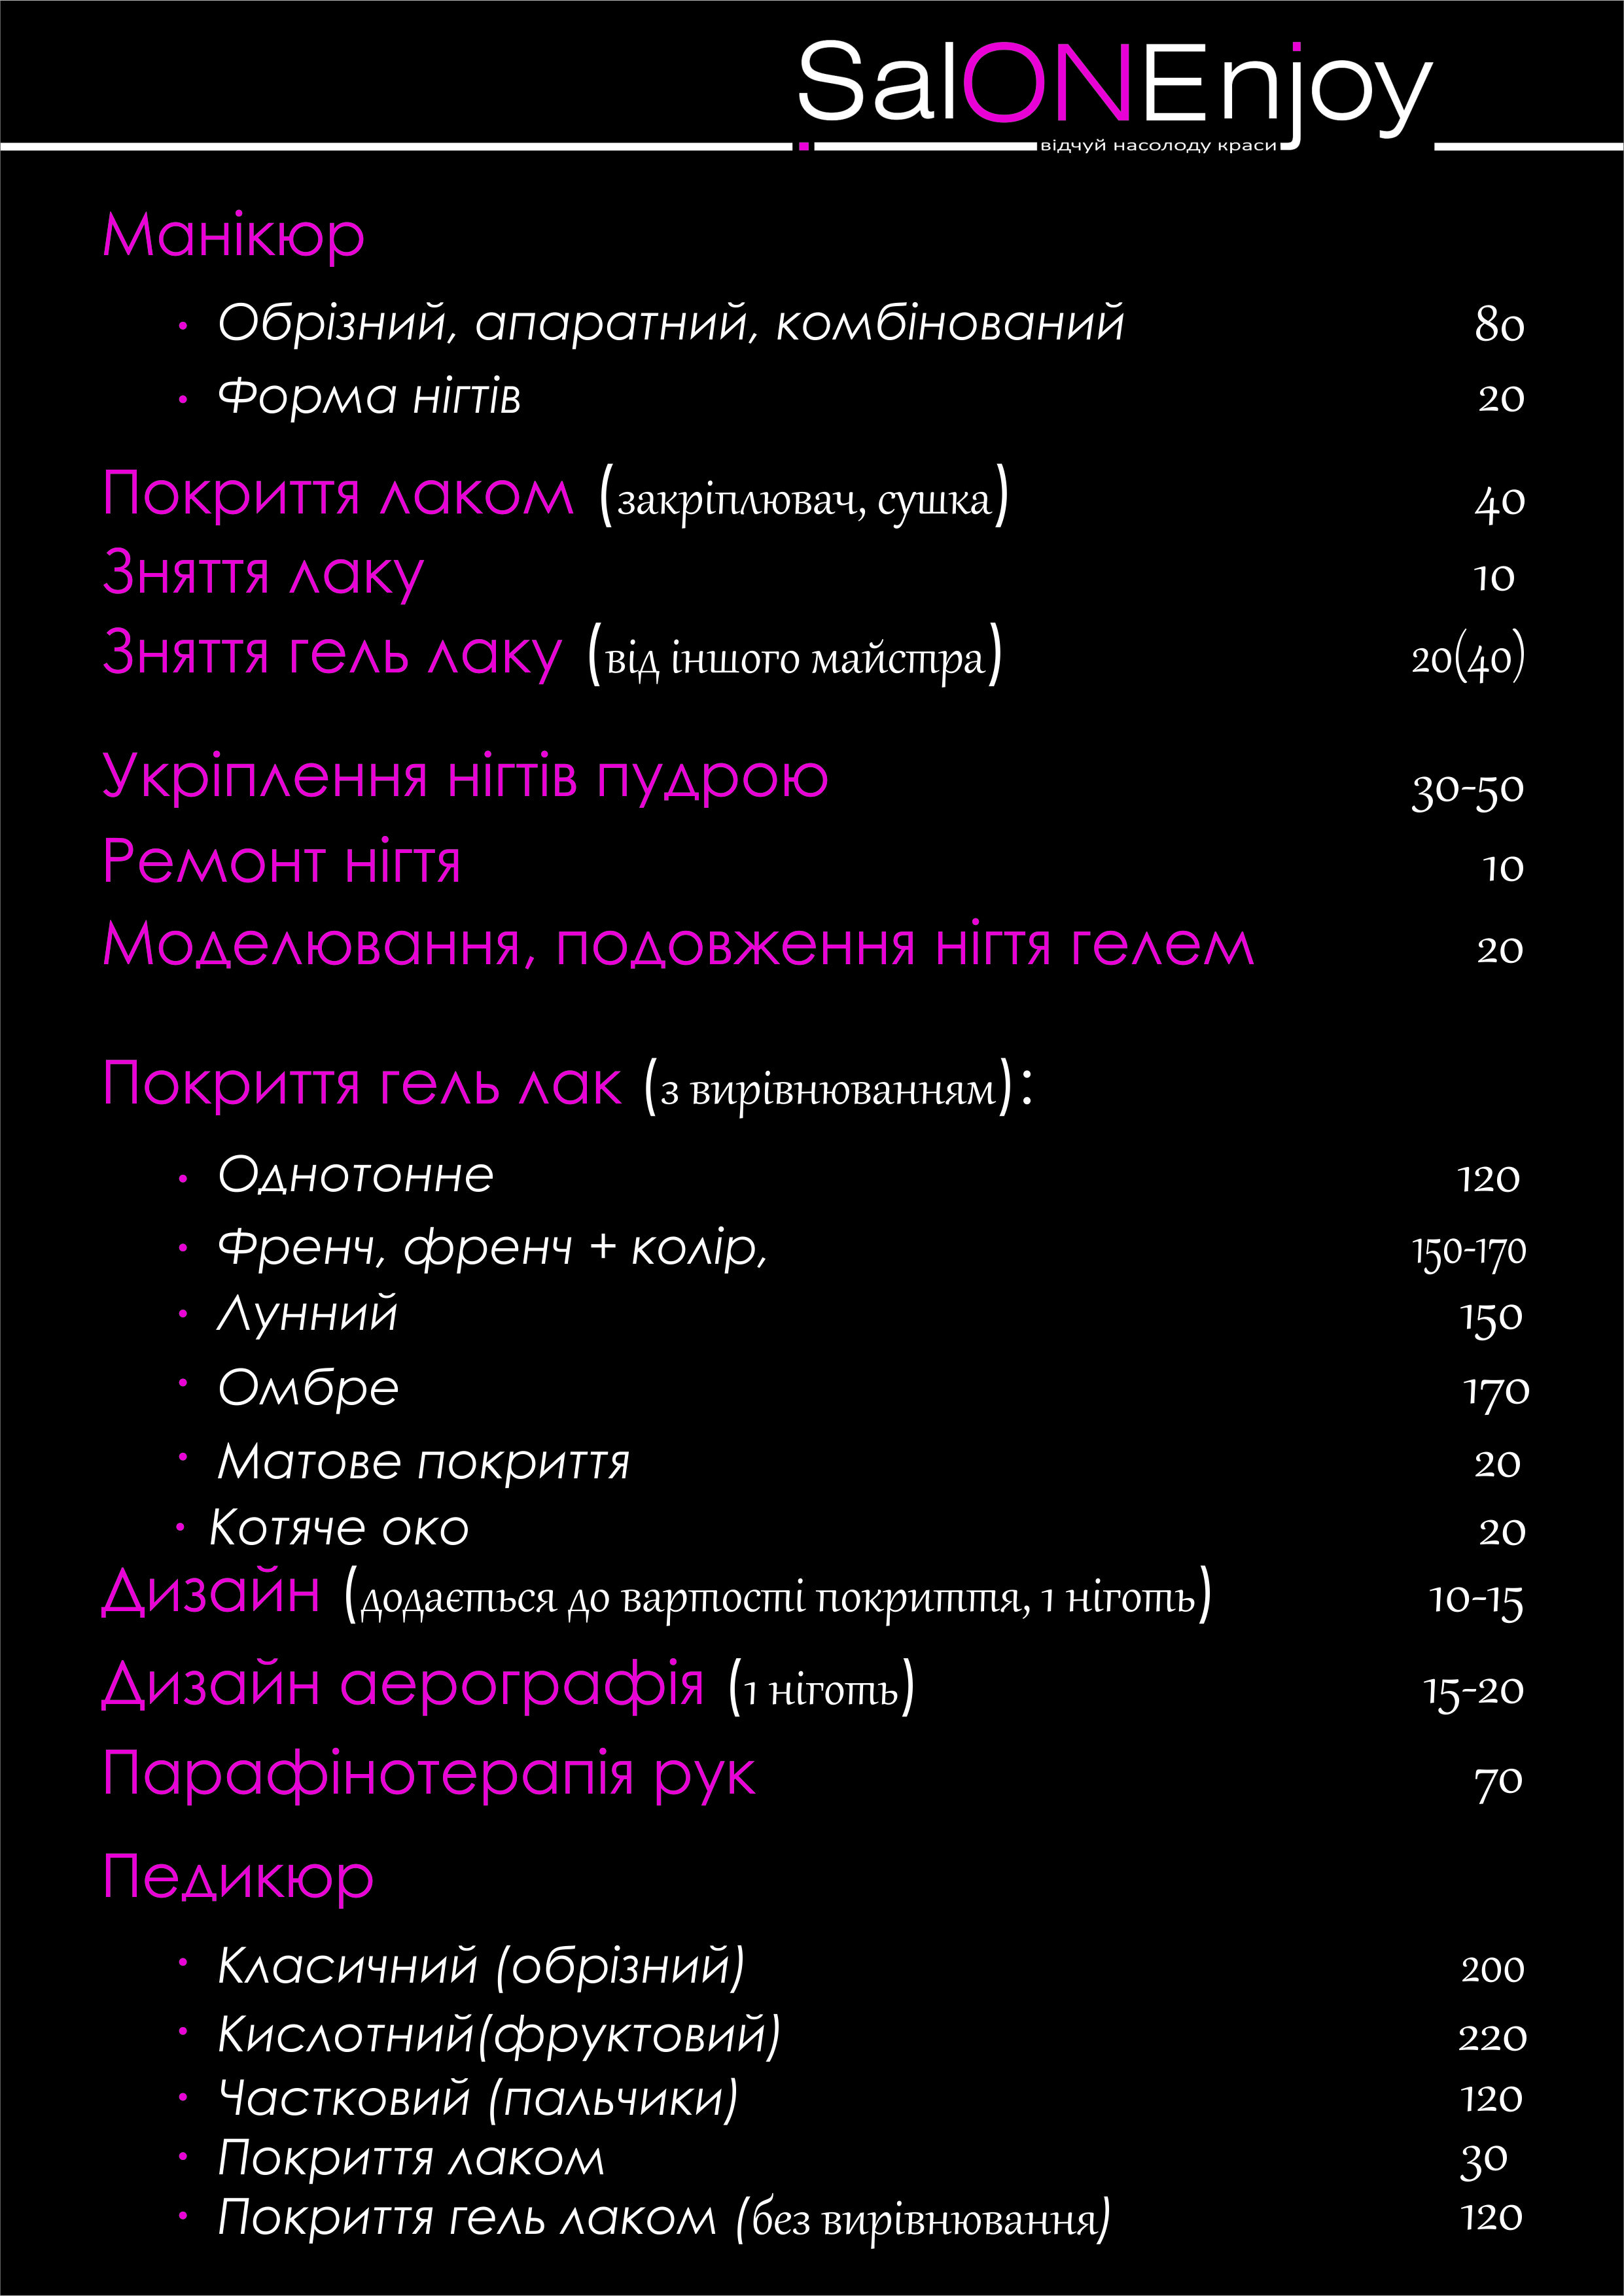 SalONEnjoy
відчуй насолоду краси
Манікюр
• Обрізний, апаратний, комбінований 80
• Форма нігтів 20
Покриття лаком (закріплювач, сушка) 40
Зняття лаку 10
Зняття гель лаку (від іншого майстра) 20(40)
Укріплення нігтів пудрою 30-50
Ремонт нігтя 10
Моделювання, подовження нігтя гелем 20
Покриття гель лак (з вирівнюванням):
• Однотонне 120
• Френч, френч + колір, 150-170
• Лунний 150
• Омбре 170
• Матове покриття 20
• Котяче око 20
Дизайн (додається до вартості покриття, 1 ніготь) 10-15
Дизайн аерографія (1 ніготь) 15-20
Парафінотерапія рук 70
Педикюр
• Класичний (обрізний) 200
• Кислотний(фруктовий) 220
• Частковий (пальчики) 120
• Покриття лаком 30
• Покриття гель лаком (без вирівнювання) 120